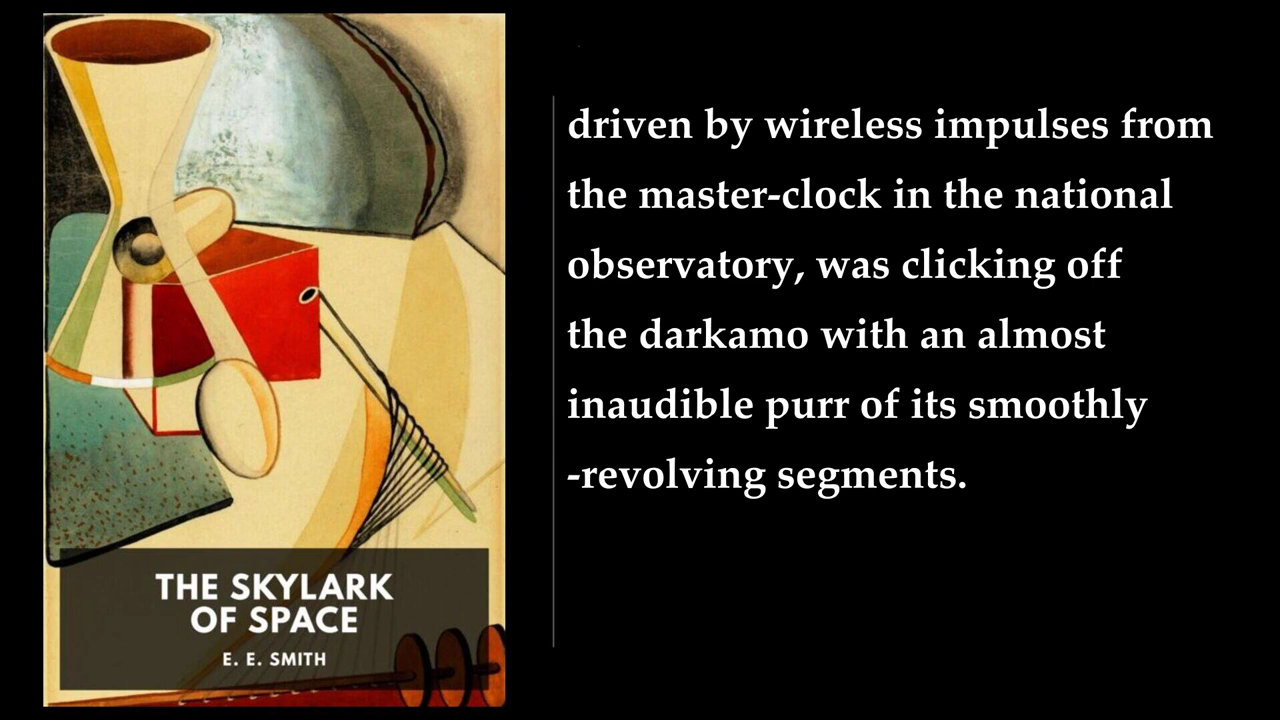 THE SKYLARK
OF SPACE
E. E. SMITH
driven by wireless impulses from
the master-clock in the national
observatory, was clicking off
the darkamo with an almost
inaudible purr of its smoothly
-revolving segments.